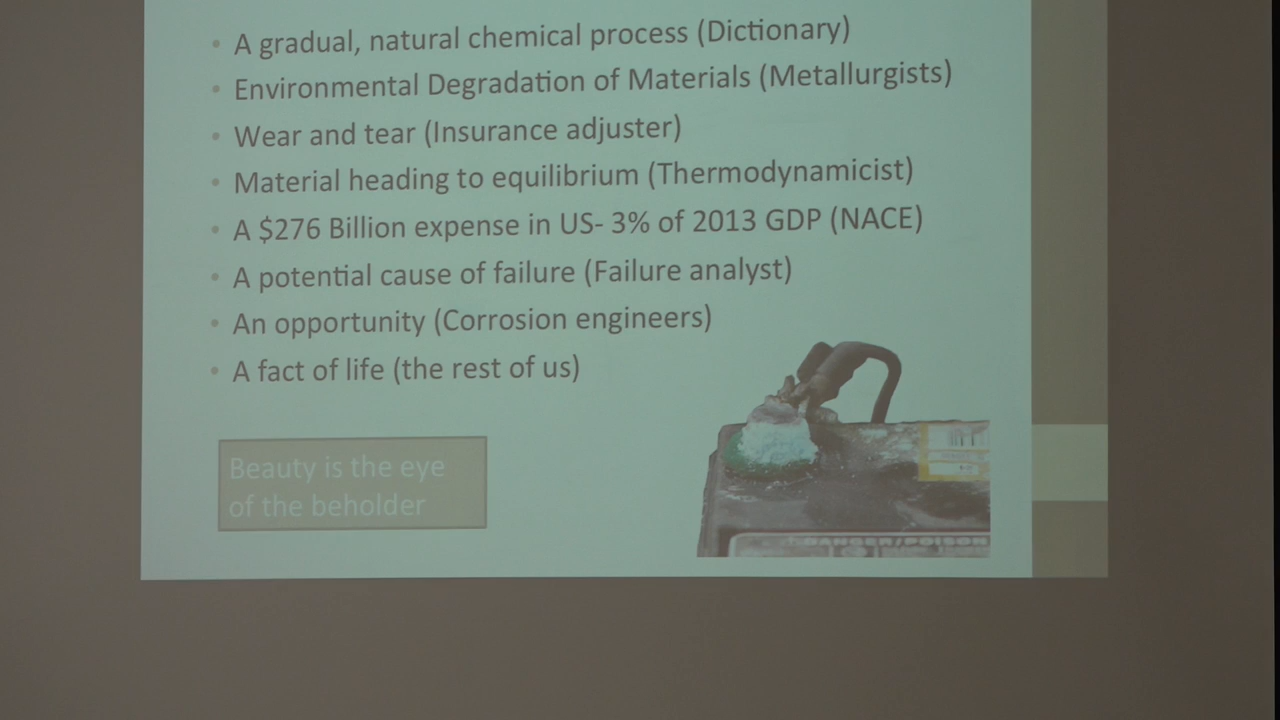 A gradual, natural chemical process (Dictionary)
Environmental Degradation of Materials (Metallurgists)
Wear and tear (Insurance adjuster)
Material heading to equilibrium (Thermodynamicist)
A $276 Billion expense in US- 3% of 2013 GDP (NACE)
A potential cause of failure (Failure analyst)
An opportunity (Corrosion engineers)
A fact of life (the rest of us)
Beauty is the eye
of the beholder
DANGER/POISON